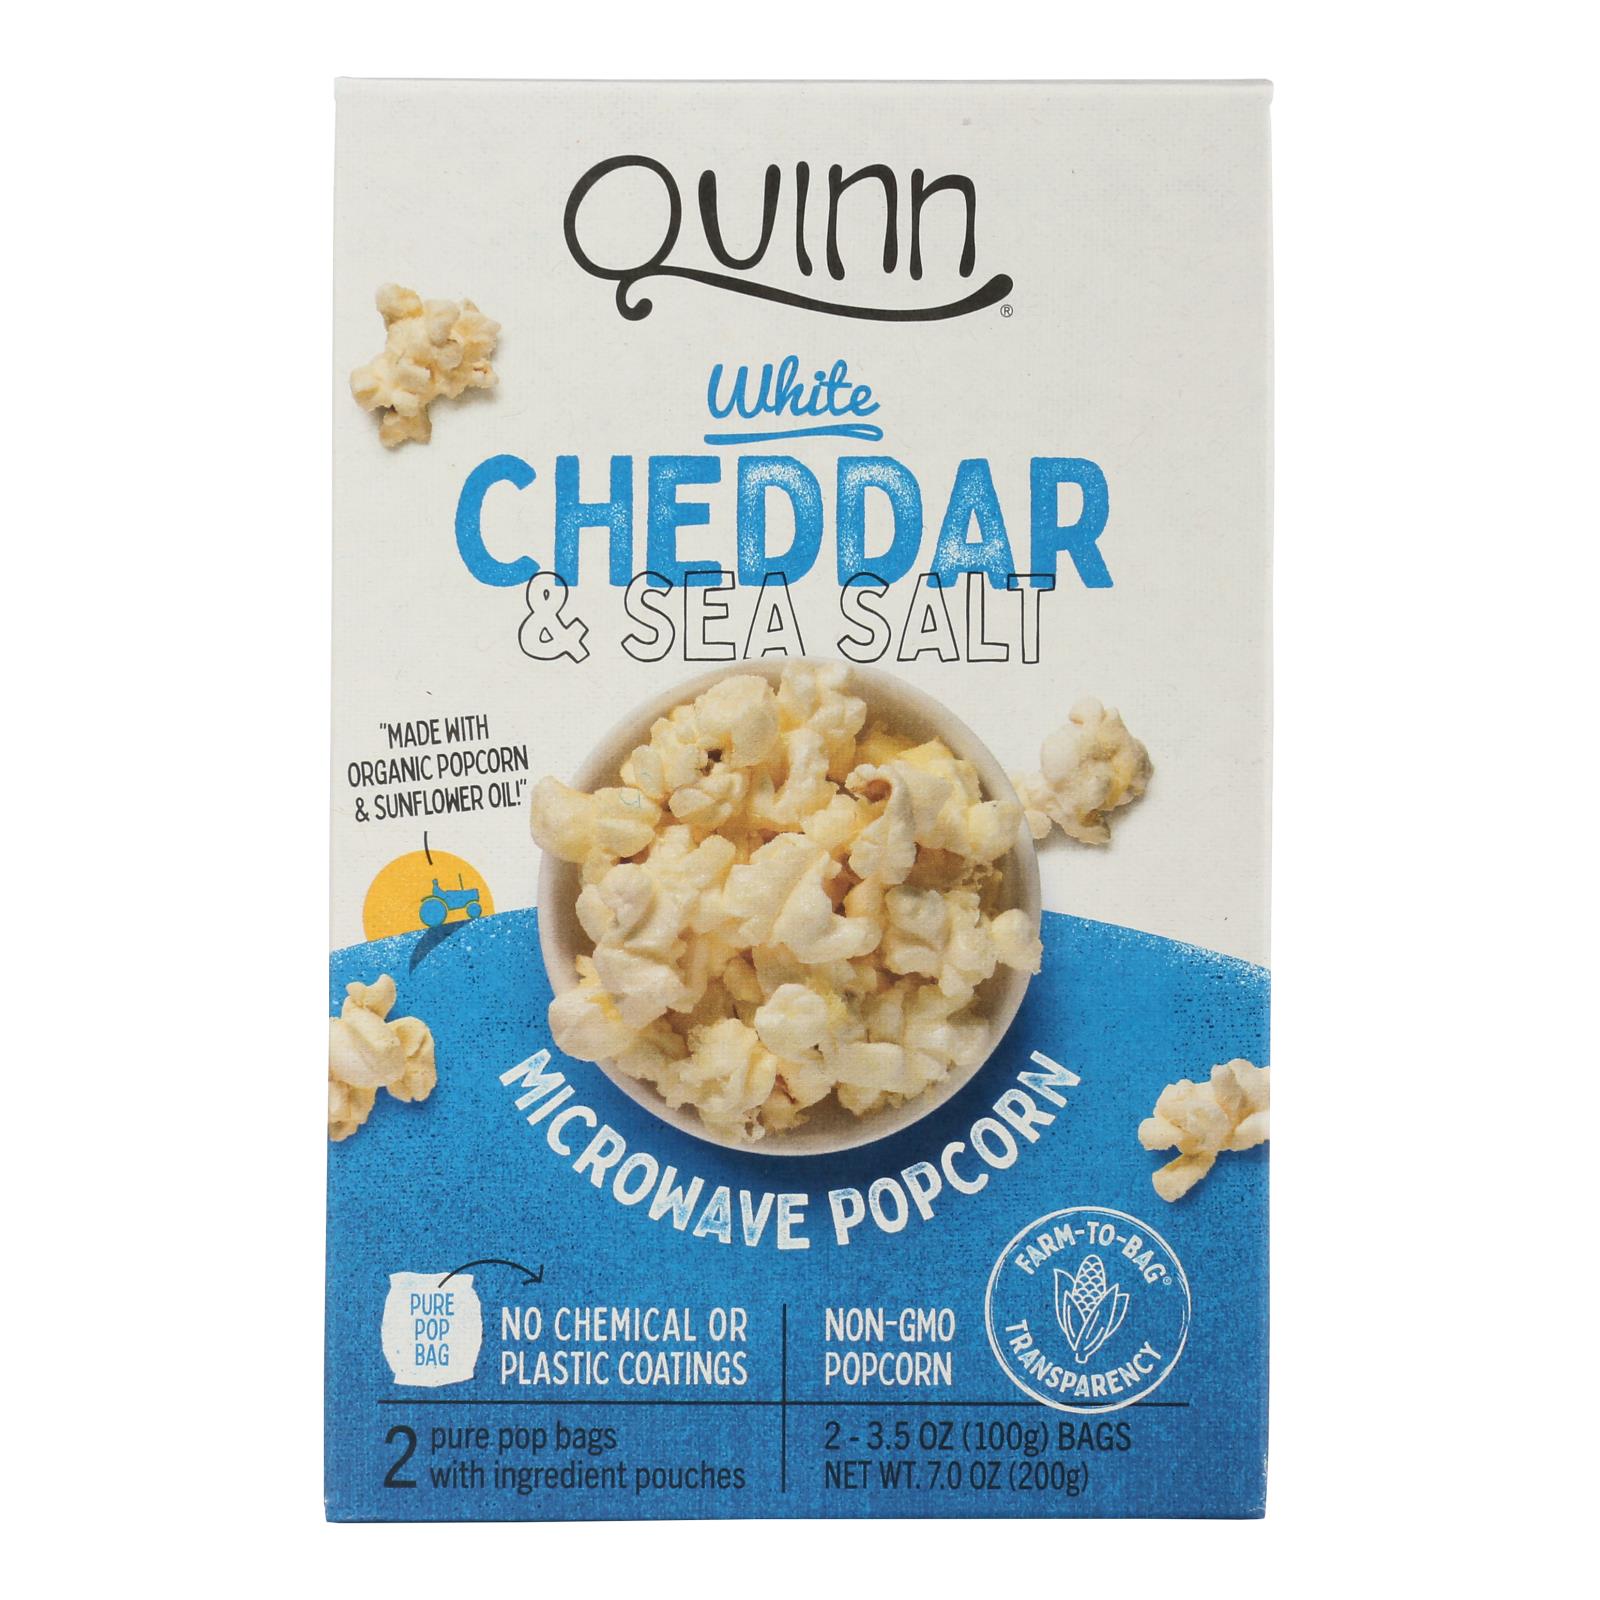 Quinn®
White
CHEDDAR
& SEA SALT
"MADE WITH
ORGANIC POPCORN
& SUNFLOWER OIL!"
MICROWAVE POPCORN
PURE
POP
BAG
NO CHEMICAL OR
PLASTIC COATINGS
NON-GMO
POPCORN
FARM-TO-BAG®
TRANSPARENCY
2 pure pop bags
with ingredient pouches
2 - 3.5 OZ (100g) BAGS
NET WT. 7.0 OZ (200g)